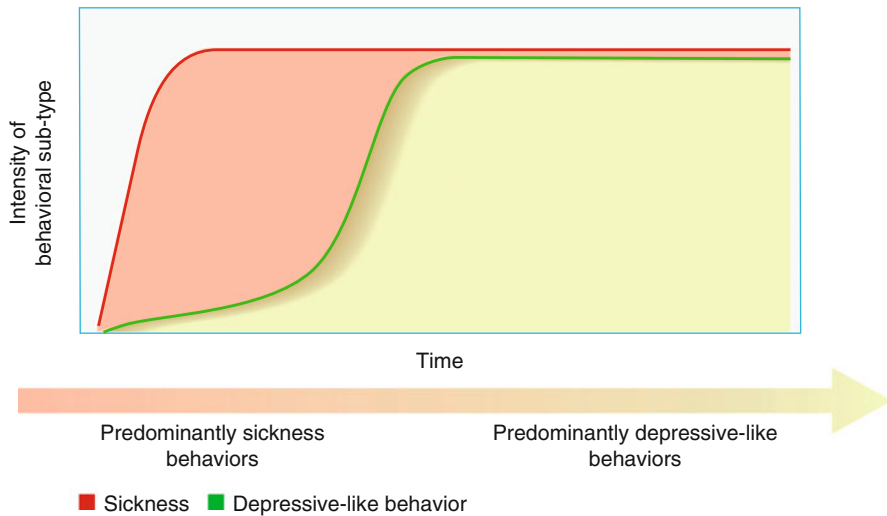 Intensity of
behavioral sub-type
Time
Predominantly sickness
behaviors
Predominantly depressive-like
behaviors
Sickness
Depressive-like behavior